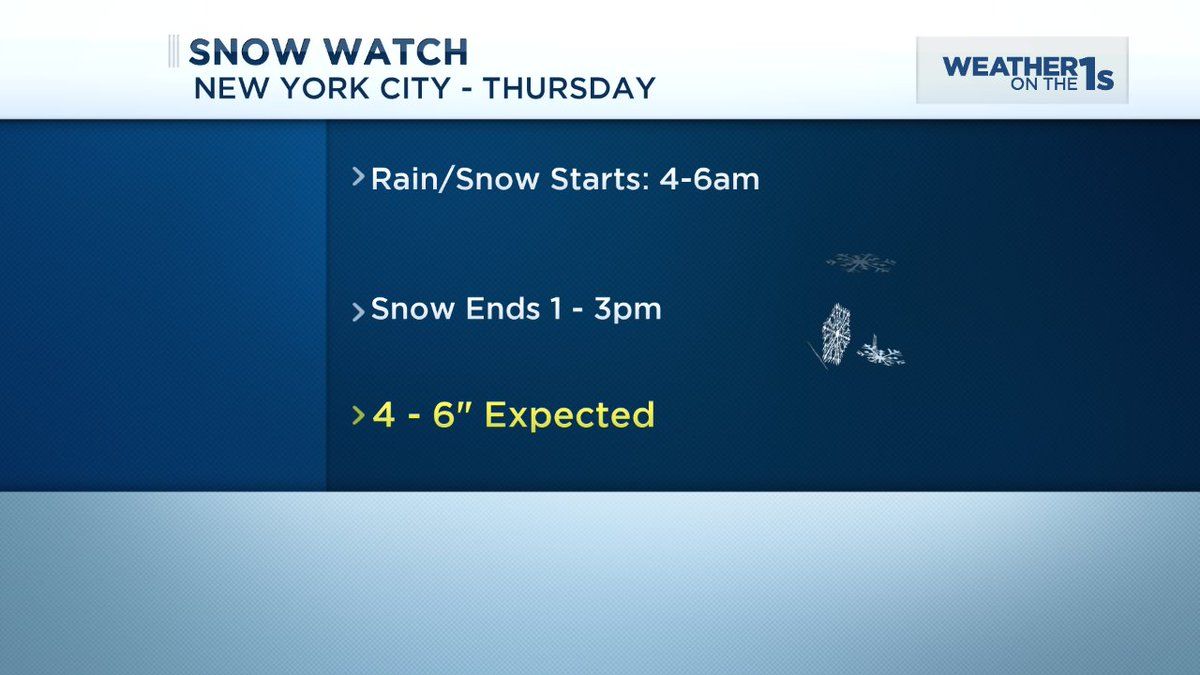 SNOW WATCH
NEW YORK CITY - THURSDAY
WEATHER 1s
ON THE
Rain/Snow Starts: 4-6am
Snow Ends 1 - 3pm
4 - 6" Expected